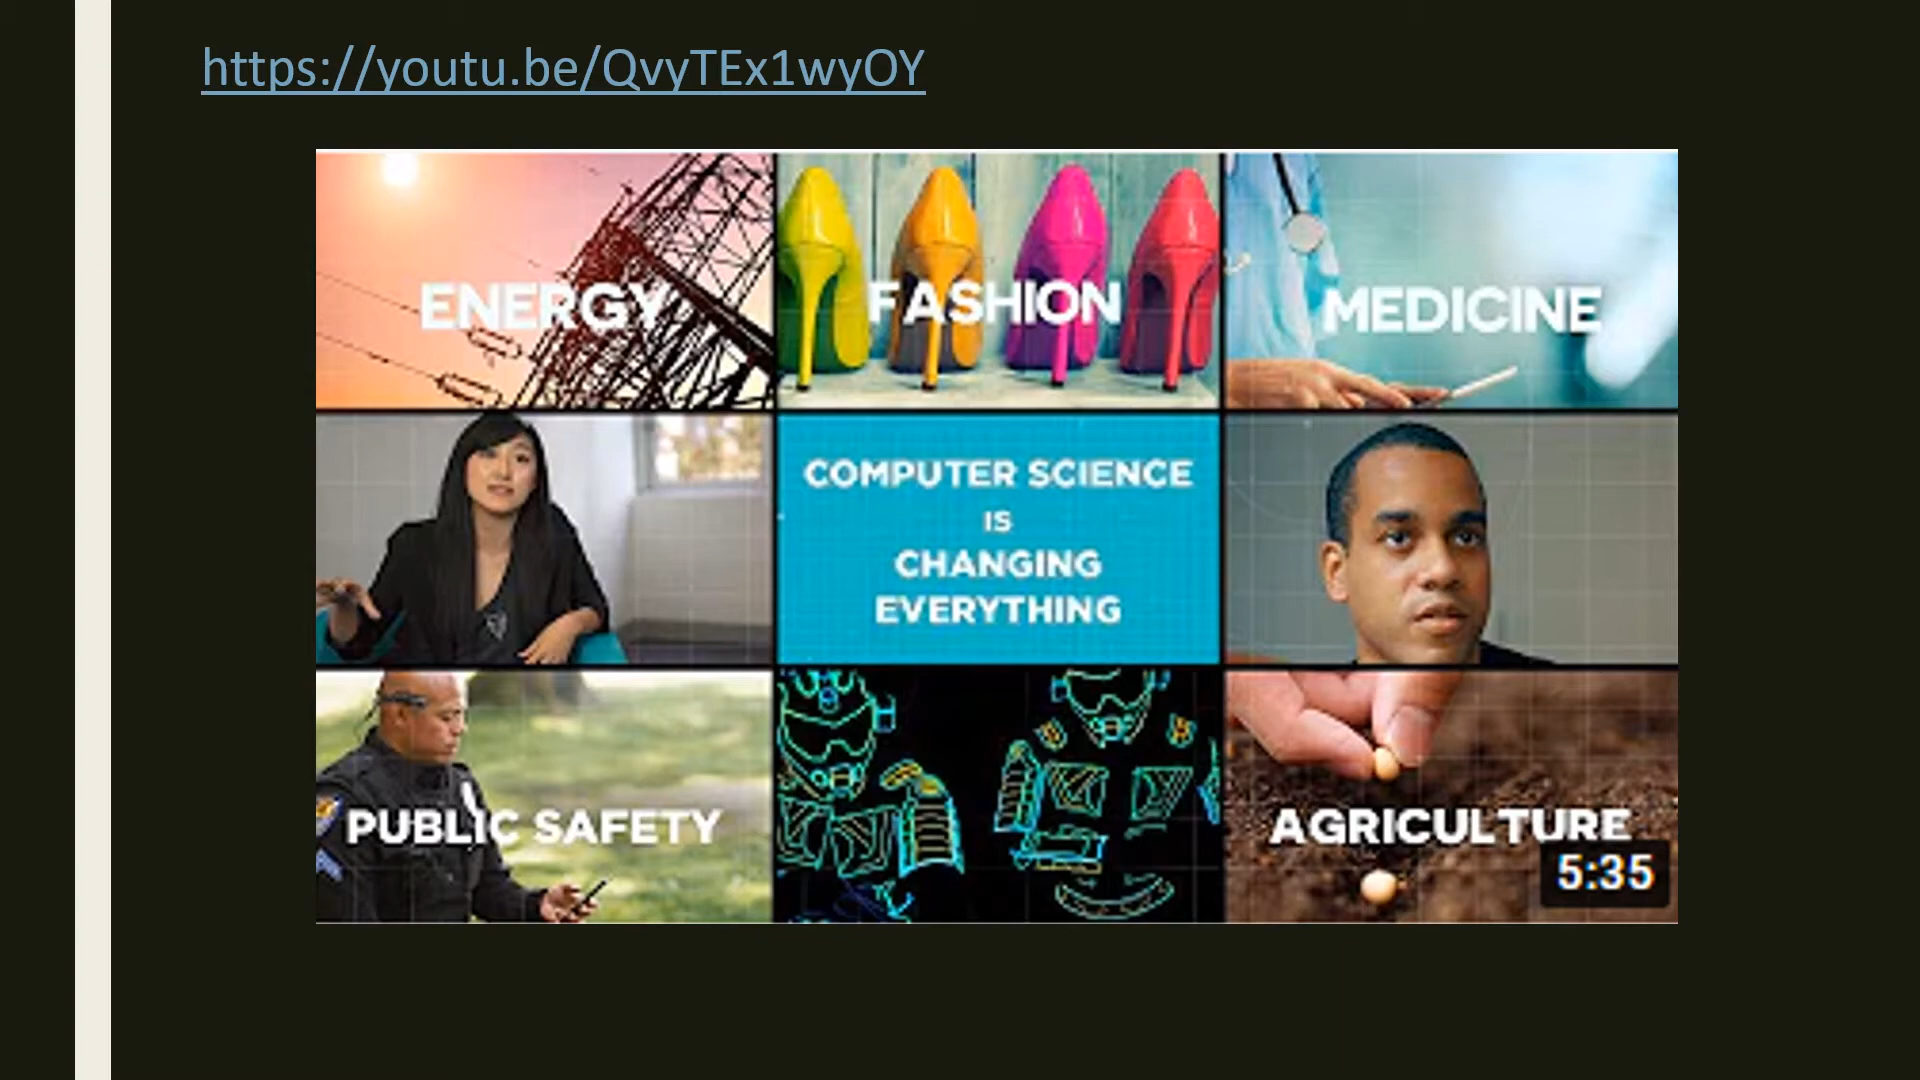 https://youtu.be/QvyTEx1wyOY
ENERGY
FASHION
MEDICINE
COMPUTER SCIENCE
IS
CHANGING
EVERYTHING
PUBLIC SAFETY
AGRICULTURE
5:35